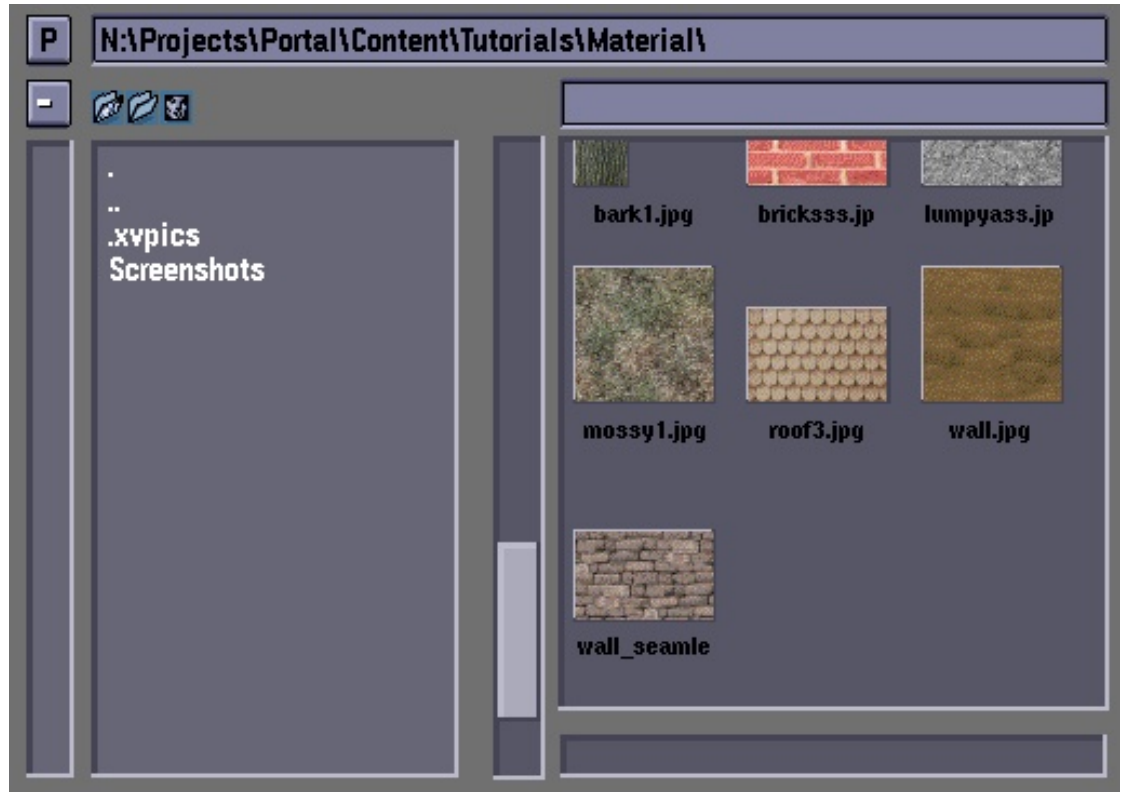 P N:\Projects\Portal\Content\Tutorials\Material\
-
.
..
.xvpics
Screenshots
bark1.jpg bricksss.jp lumpyass.jp
mossy1.jpg roof3.jpg wall.jpg
wall_seamle